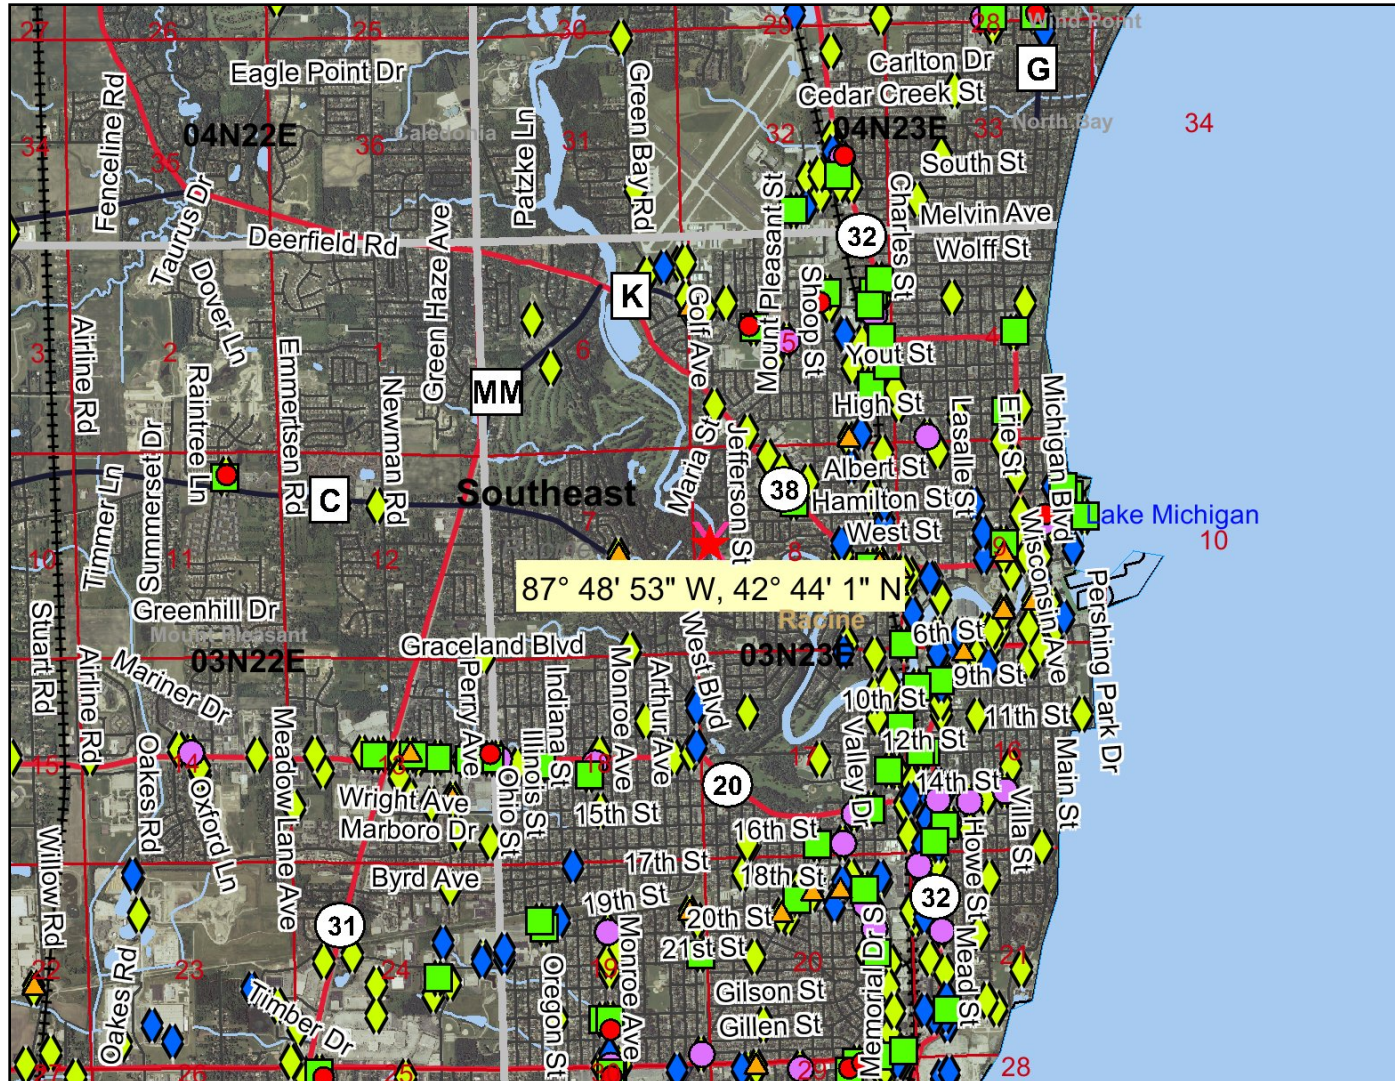 27
26
25
30
29
28
Wind Point
Eagle Point Dr
Carlton Dr
G
Cedar Creek St
Fenceline Rd
04N22E
Caledonia
Patzke Ln
Green Bay Rd
31
32
04N23E
33
North Bay
34
34
35
36
South St
Taurus Dr
Green Haze Ave
Mount Pleasant St
Charles St
Melvin Ave
Deerfield Rd
32
Wolff St
Dover Ln
K
Golf Ave
Shoop St
Airline Rd
3
2
1
6
5
4
Emmertsen Rd
Yout St
Raintree Ln
Newman Rd
MM
High St
Michigan Blvd
Erie St
Lasalle St
Summerset Dr
Trimmer Ln
Maria S
Jefferson St
Albert St
C
Southeast
38
Hamilton St
West St
Lake Michigan
Wisconsin Ave
10
11
12
7
8
9
10
87° 48' 53" W, 42° 44' 1" N
Stuart Rd
Greenhill Dr
Racine
Pershing Park Dr
Mount Pleasant
Graceland Blvd
West Blvd
6th St
03N22E
03N23E
Airline Rd
Mariner Dr
Perry Ave
Indiana St
Monroe Ave
Arthur Ave
9th St
10th St
11th St
Oakes Rd
Meadow Lane Ave
Illinois St
Valley Dr
12th St
Main St
15
14
13
18
17
16
Oxford Ln
Ohio St
20
14th St
Wright Ave
15th St
Villa St
Marboro Dr
16th St
Howe St
Willow Rd
17th St
Byrd Ave
18th St
19th St
32
31
20th St
21st St
Mead St
Memorial Dr S
22
23
24
19
20
21
Oakes Rd
Timber Dr
Oregon St
Monroe Ave
Gilson St
Gillen St
26
25
29
28